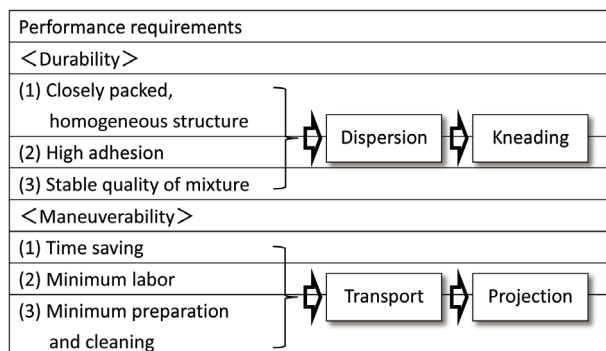 Performance requirements
＜Durability＞
(1) Closely packed,
homogeneous structure
(2) High adhesion
(3) Stable quality of mixture
Dispersion
Kneading
＜Maneuverability＞
(1) Time saving
(2) Minimum labor
(3) Minimum preparation
and cleaning
Transport
Projection